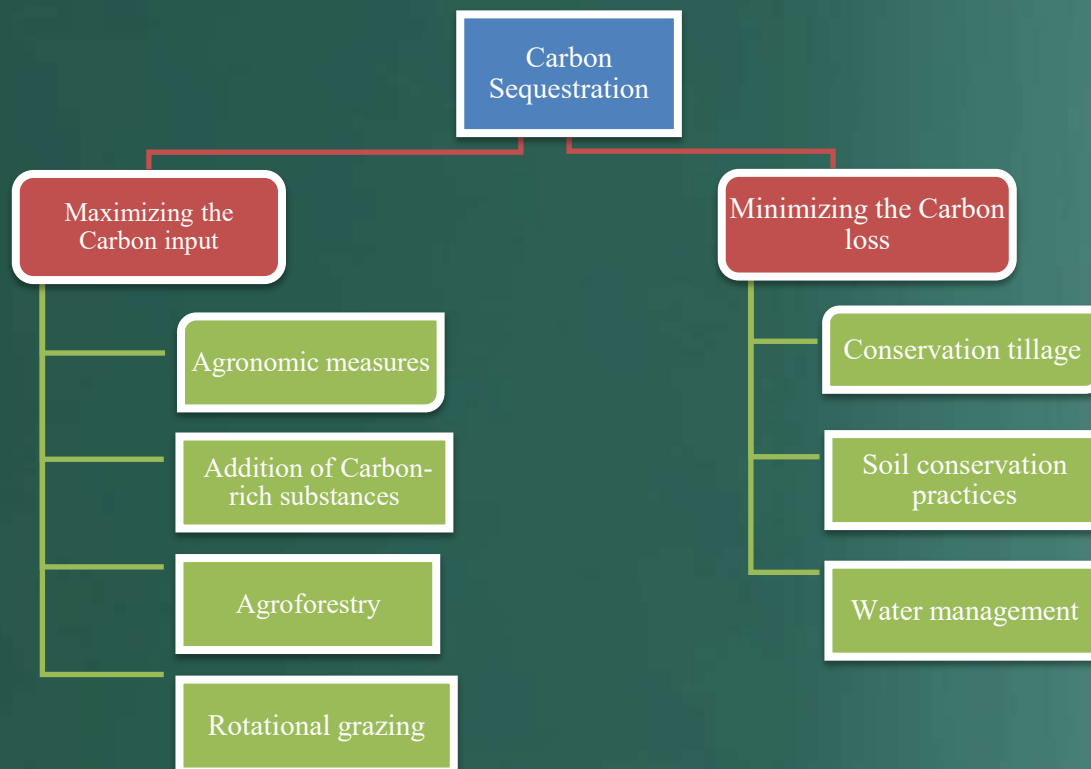 Carbon
Sequestration
Maximizing the
Carbon input
Agronomic measures
Addition of Carbon-
rich substances
Agroforestry
Rotational grazing
Minimizing the Carbon
loss
Conservation tillage
Soil conservation
practices
Water management